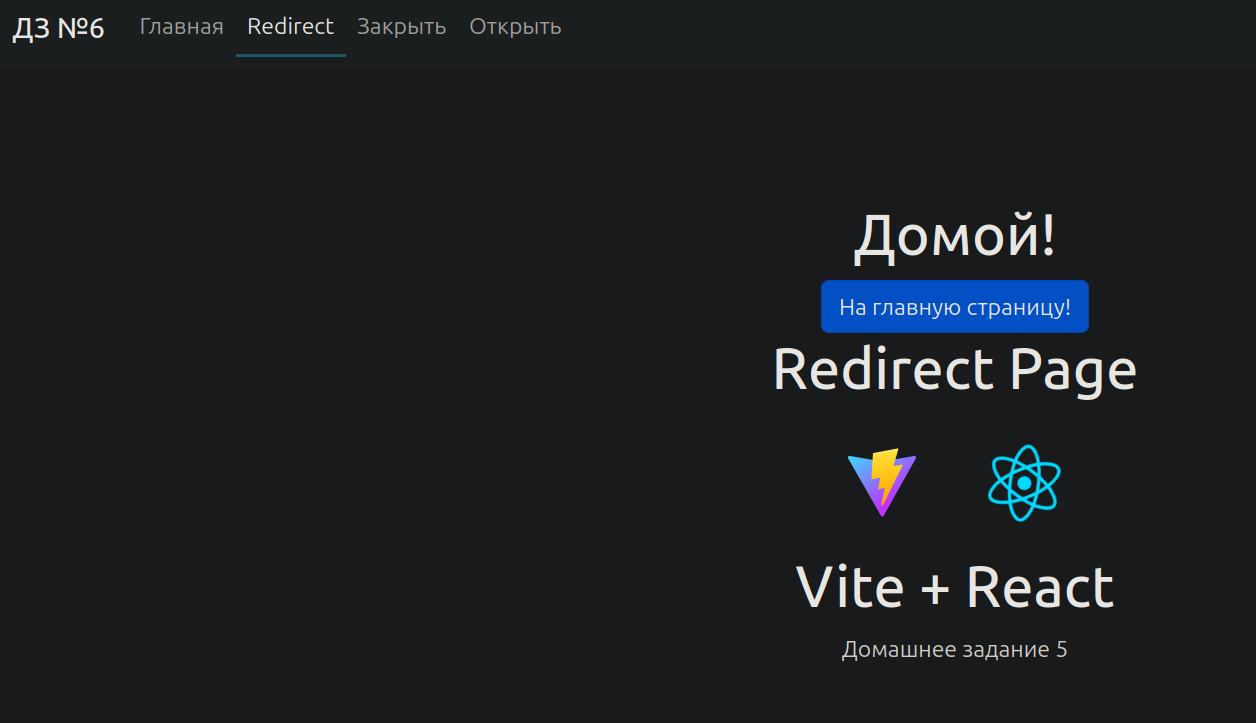 ДЗ №6 Главная Redirect Закрыть Открыть
Домой!
На главную страницу!
Redirect Page
Vite + React
Домашнее задание 5